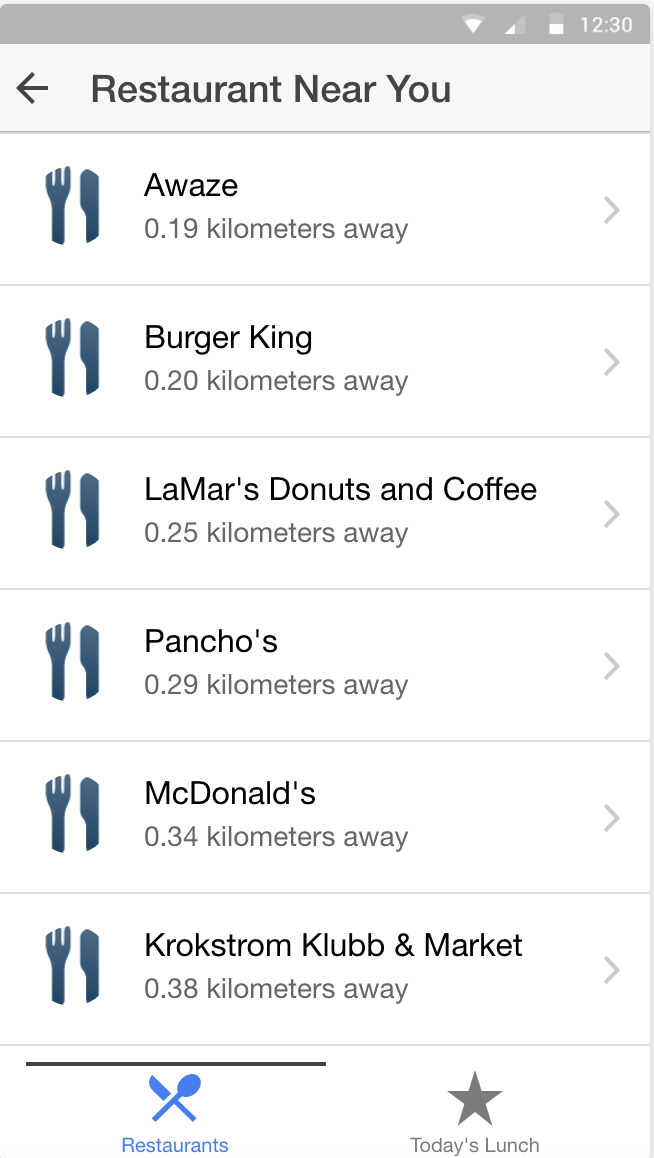 12:30
Restaurant Near You
Awaze
0.19 kilometers away
Burger King
0.20 kilometers away
LaMar's Donuts and Coffee
0.25 kilometers away
Pancho's
0.29 kilometers away
McDonald's
0.34 kilometers away
Krokstrom Klubb & Market
0.38 kilometers away
Restaurants
Today's Lunch